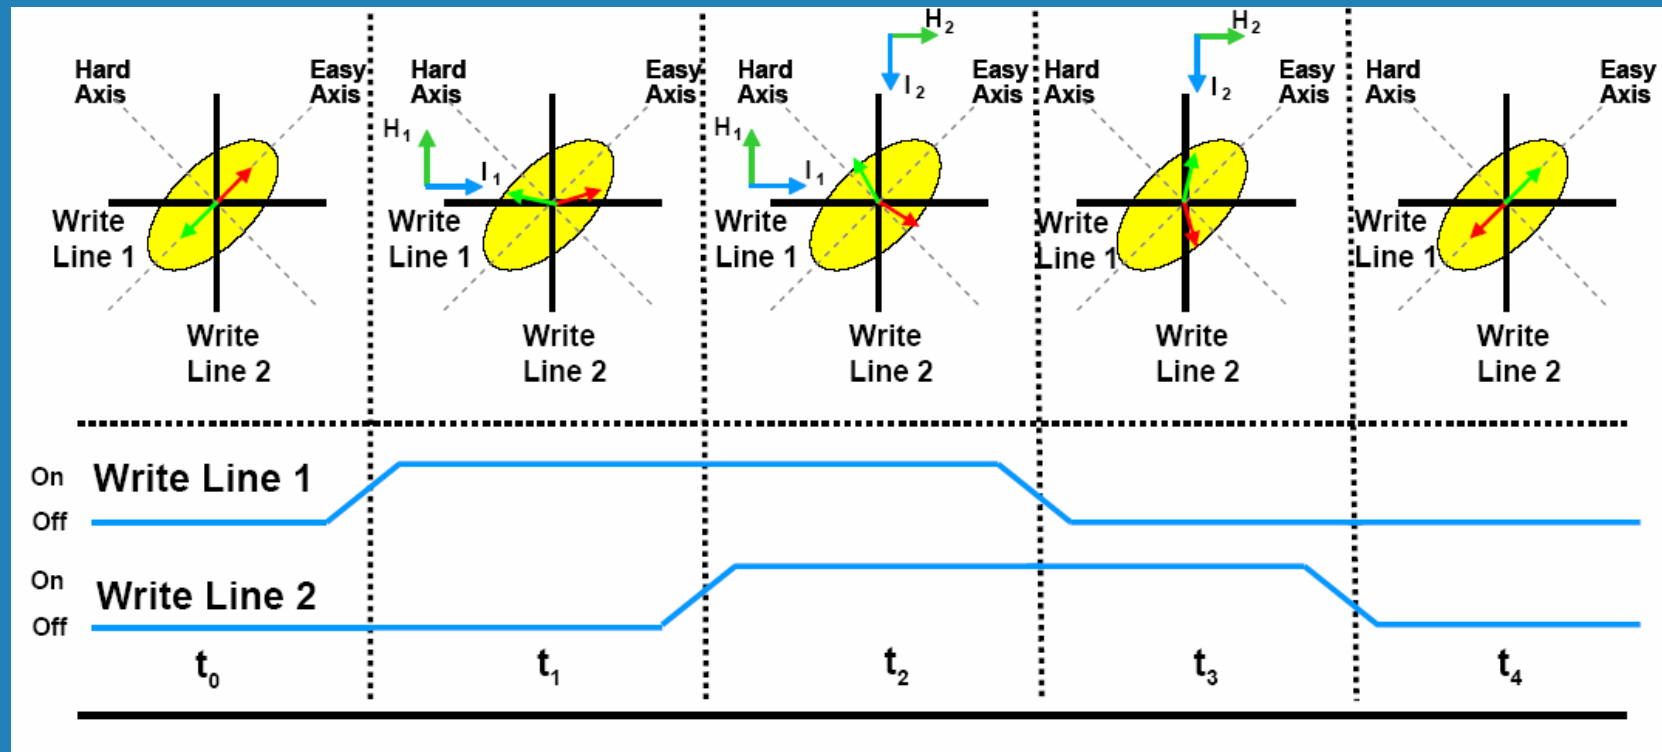 Hard
Axis
Easy
Axis
Write
Line 1
Write
Line 2
Hard
Axis
Easy
Axis
H1
I1
Write
Line 1
Write
Line 2
H2
I2
Hard
Axis
Easy
Axis
H1
I1
Write
Line 1
Write
Line 2
H2
I2
Hard
Axis
Easy
Axis
Write
Line 1
Write
Line 2
Hard
Axis
Easy
Axis
Write
Line 1
Write
Line 2
On
Write Line 1
Off
On
Write Line 2
Off
t0
t1
t2
t3
t4